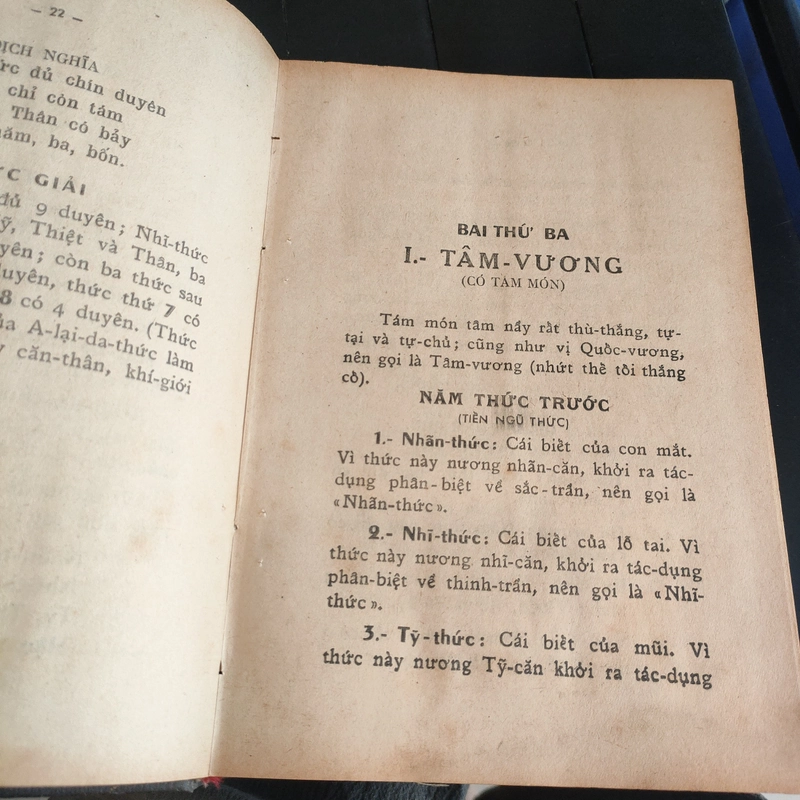 — 22 —
DỊCH NGHĨA
đủ chín duyên
chỉ còn tám
Thân có bảy
năm, ba, bốn.
GIẢI
đủ 9 duyên; Nhĩ-thức
Thiệt và Thân, ba
còn ba thức sau
duyên, thức thứ 7 có
8 có 4 duyên. (Thức
của A-lại-da-thức làm
căn-thân, khí-giới
BÀI THỨ BA
I.- TÂM-VƯƠNG
(CÓ TÁM MÓN)
Tám món tâm nầy rất thù-thắng, tự-
tại và tự-chủ; cũng như vị Quốc-vương,
nên gọi là Tâm-vương (nhứt thề tối thắng
cố).
NĂM THỨC TRƯỚC
(TIỀN NGŨ THỨC)
1.- Nhãn-thức: Cái biết của con mắt.
Vì thức này nương nhãn-căn, khởi ra tác-
dụng phân-biệt về sắc-trần, nên gọi là
«Nhãn-thức».
2.- Nhĩ-thức: Cái biết của lỗ tai. Vì
thức này nương nhĩ-căn, khởi ra tác-dụng
phân-biệt về thinh-trần, nên gọi là «Nhĩ-
thức».
3.- Tỹ-thức: Cái biết của mũi. Vì
thức này nương Tỹ-căn khởi ra tác-dụng